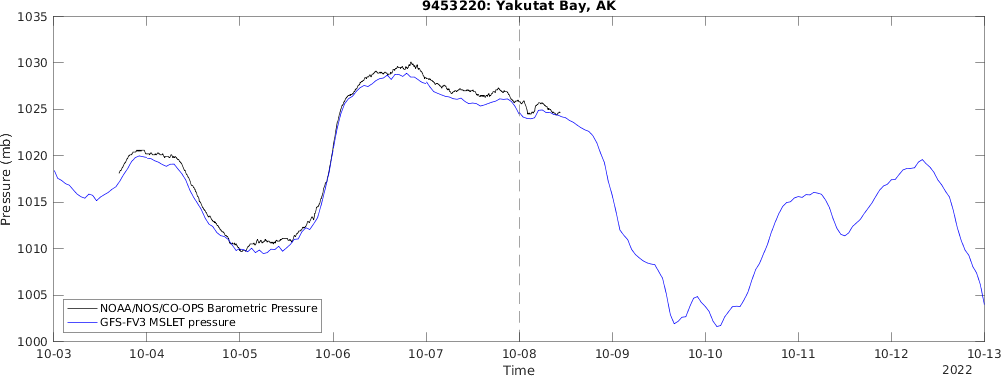 9453220: Yakutat Bay, AK
1035
1030
1025
1020
1015
1010
1005
1000
Pressure (mb)
NOAA/NOS/CO-OPS Barometric Pressure
GFS-FV3 MSLET pressure
10-03 10-04 10-05 10-06 10-07 10-08 10-09 10-10 10-11 10-12 10-13
Time
2022